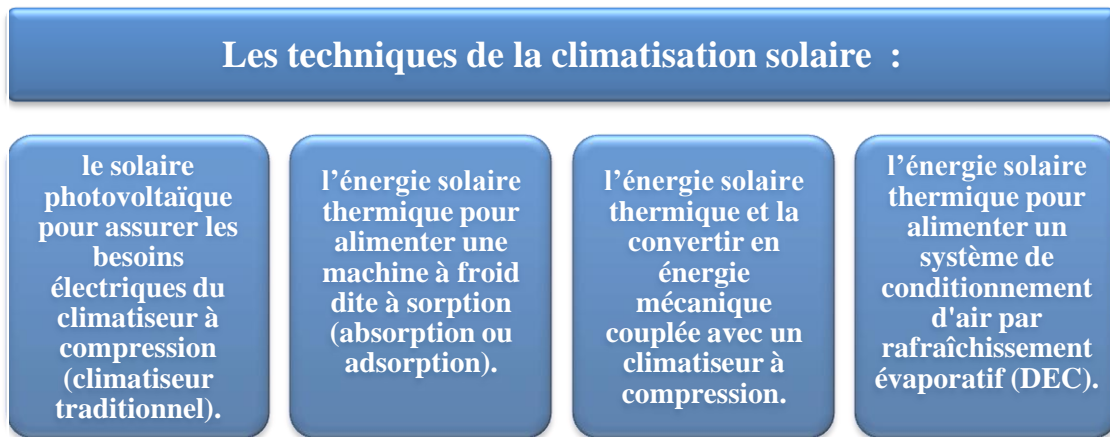 Les techniques de la climatisation solaire :
le solaire
photovoltaïque
pour assurer les
besoins
électriques du
climatiseur à
compression
(climatiseur
traditionnel).
l'énergie solaire
thermique pour
alimenter une
machine à froid
dite à sorption
(absorption ou
adsorption).
l'énergie solaire
thermique et la
convertir en
énergie
mécanique
couplée avec un
climatiseur à
compression.
l'énergie solaire
thermique pour
alimenter un
système de
conditionnement
d'air par
rafraîchissement
évaporatif (DEC).